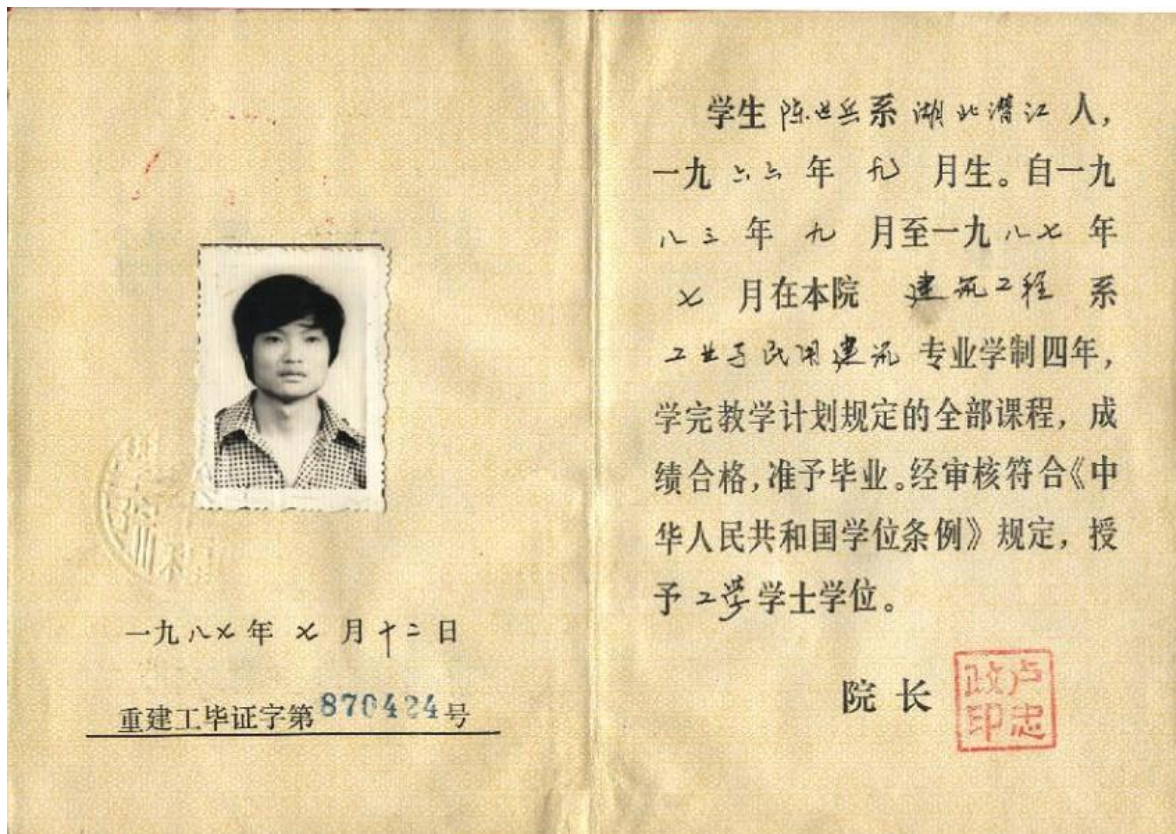 一九八七年七月十二日
重建工毕证字第870424号
学生陈世兵系湖北潜江人，
一九六六年九月生。自一九
八三年九月至一九八七年
七月在本院建筑工程系
工业与民用建筑专业学制四年，
学完教学计划规定的全部课程，成
绩合格，准予毕业。经审核符合《中
华人民共和国学位条例》规定，授
予工学学士学位。
院长
卢忠政印